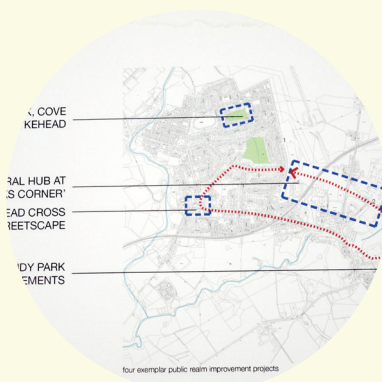 , COVE
KEHEAD
RAL HUB AT
S CORNER'
EAD CROSS
REETSCAPE
DY PARK
EMENTS
four exemplar public realm improvement projects